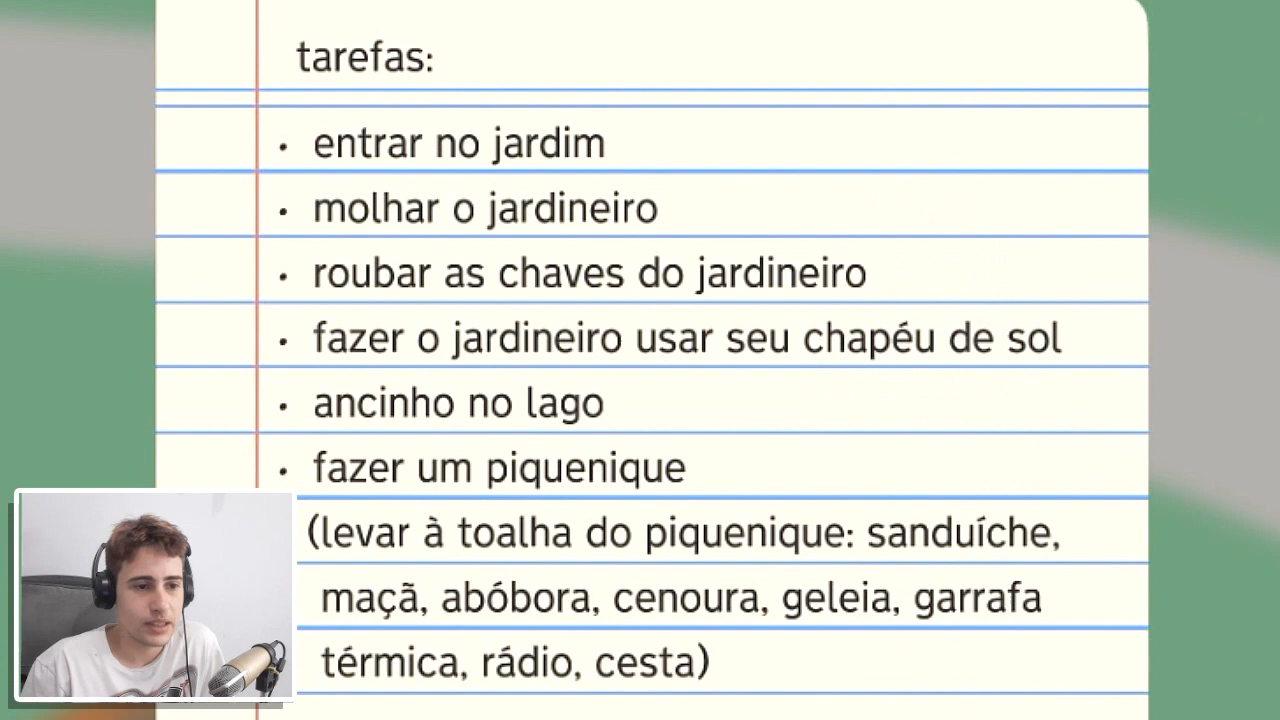 tarefas:
• entrar no jardim
• molhar o jardineiro
• roubar as chaves do jardineiro
• fazer o jardineiro usar seu chapéu de sol
• ancinho no lago
• fazer um piquenique
(levar à toalha do piquenique: sanduíche,
maçã, abóbora, cenoura, geleia, garrafa
térmica, rádio, cesta)